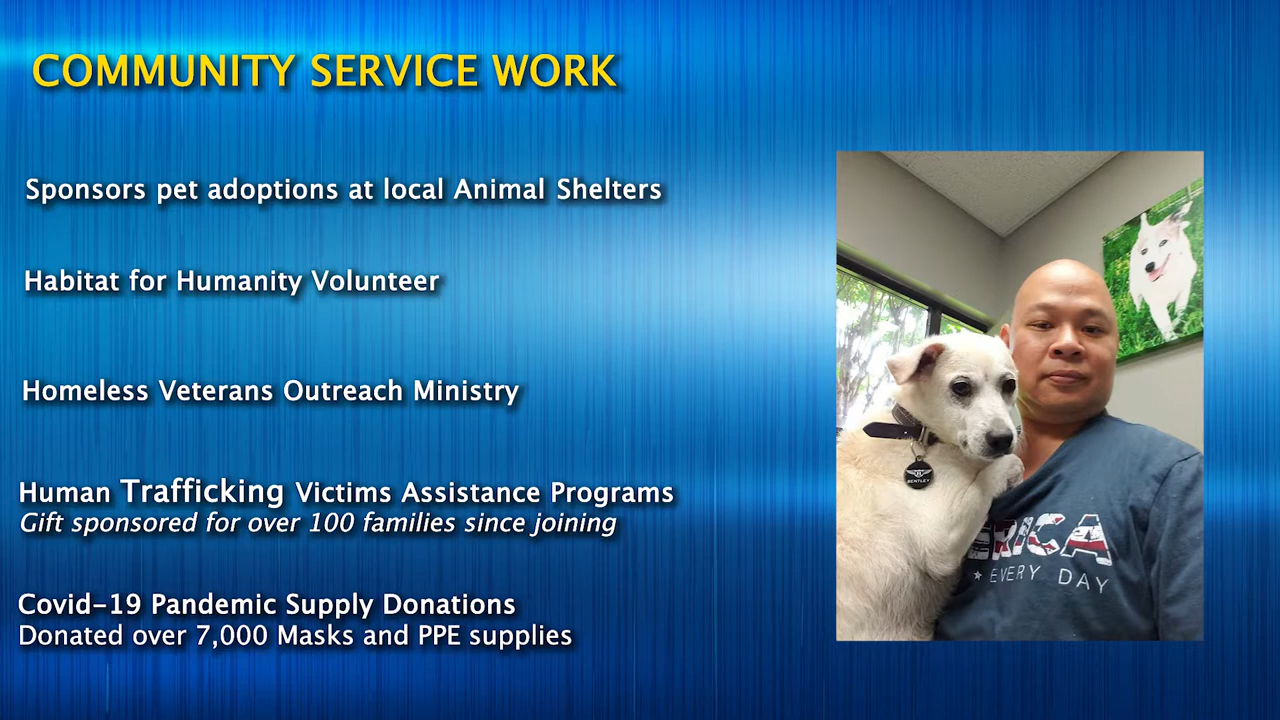 COMMUNITY SERVICE WORK
Sponsors pet adoptions at local Animal Shelters
Habitat for Humanity Volunteer
Homeless Veterans Outreach Ministry
Human Trafficking Victims Assistance Programs
Gift sponsored for over 100 families since joining
Covid-19 Pandemic Supply Donations
Donated over 7,000 Masks and PPE supplies
BENTLEY
ERICA
EVERY DAY